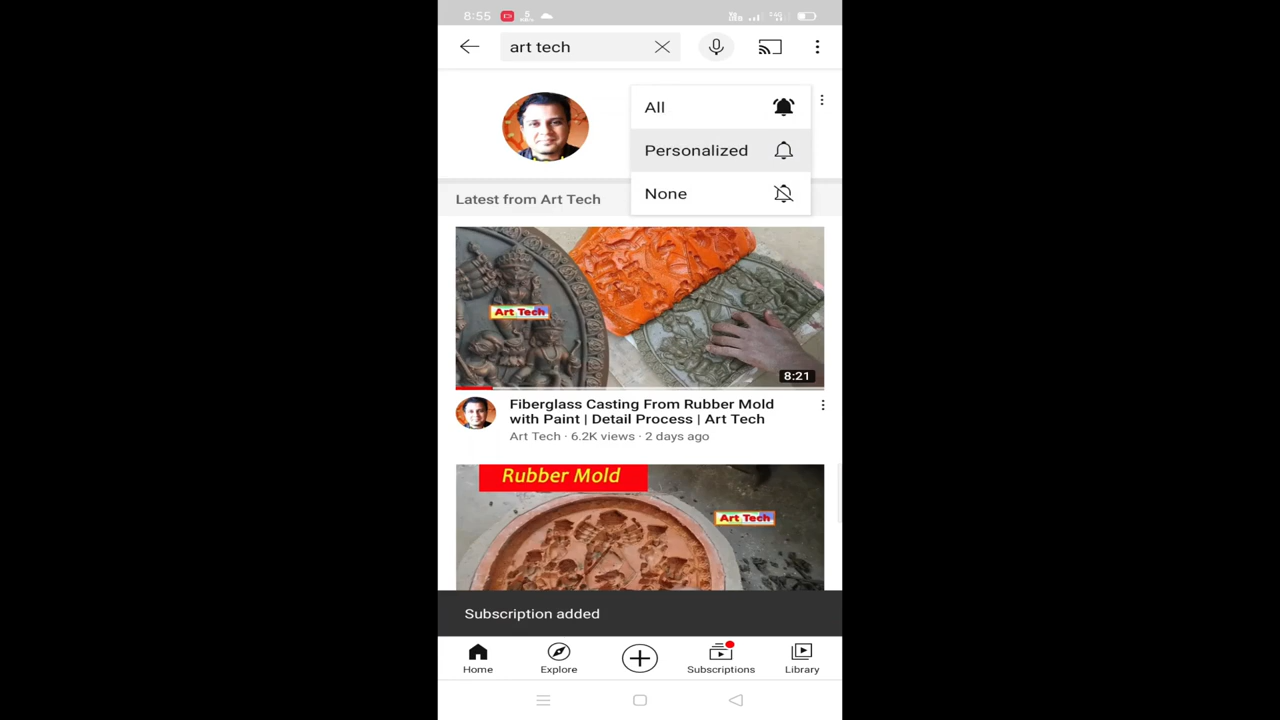 8:55
art tech
All
Personalized
None
Latest from Art Tech
Art Tech
8:21
Fiberglass Casting From Rubber Mold
with Paint | Detail Process | Art Tech
Art Tech · 6.2K views · 2 days ago
Rubber Mold
Art Tech
Subscription added
Home
Explore
Subscriptions
Library